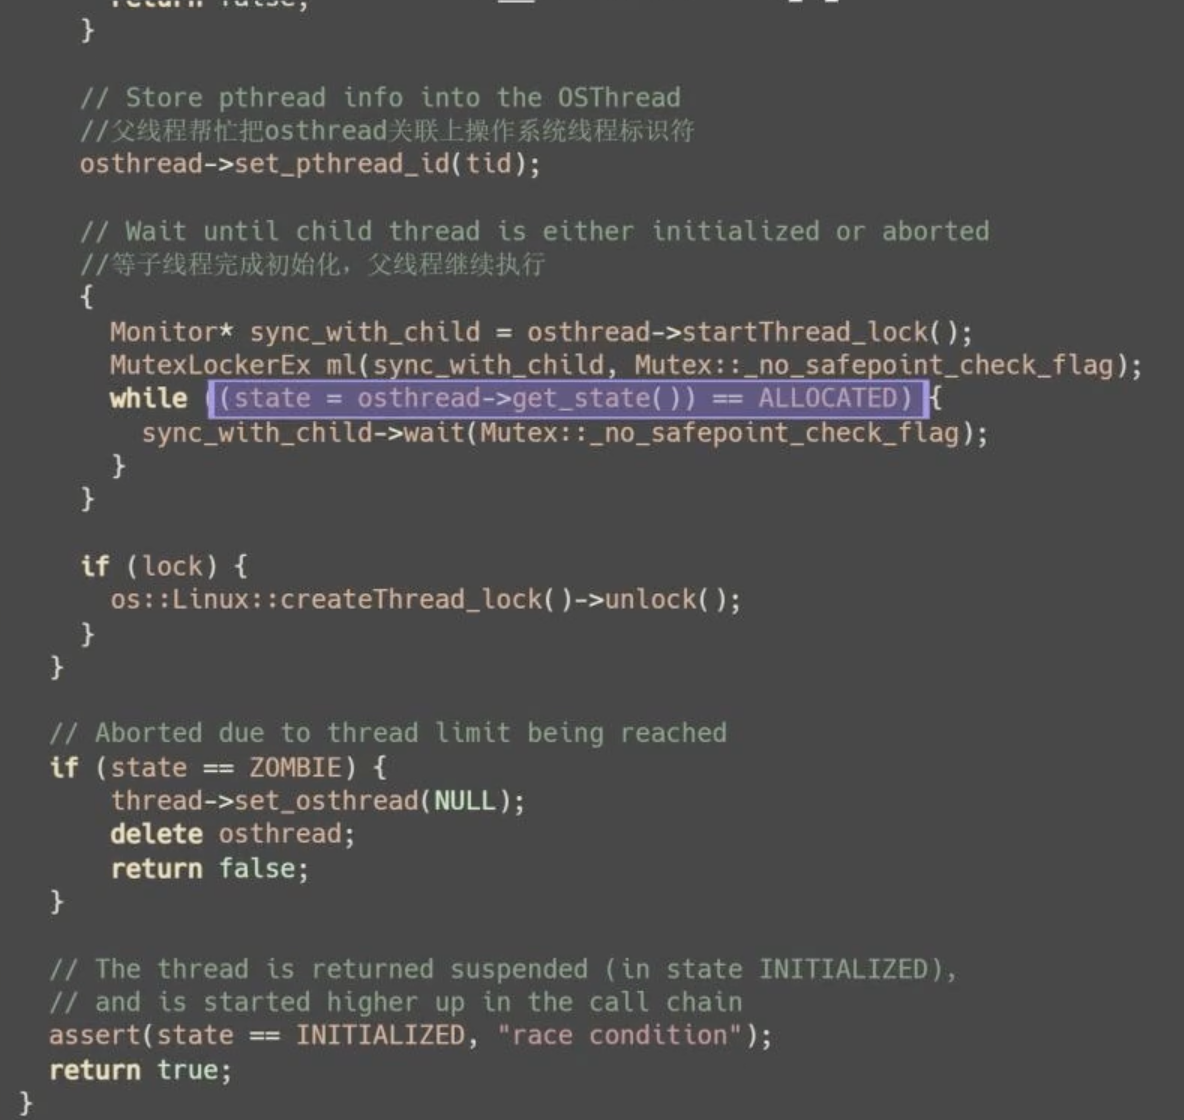 return false;
}
// Store pthread info into the OSThread
//父线程帮忙把osthread关联上操作系统线程标识符
osthread->set_pthread_id(tid);
// Wait until child thread is either initialized or aborted
//等子线程完成初始化，父线程继续执行
{
Monitor* sync_with_child = osthread->startThread_lock();
MutexLockerEx ml(sync_with_child, Mutex::_no_safepoint_check_flag);
while ((state = osthread->get_state()) == ALLOCATED) {
sync_with_child->wait(Mutex::_no_safepoint_check_flag);
}
}
if (lock) {
os::Linux::createThread_lock()->unlock();
}
}
// Aborted due to thread limit being reached
if (state == ZOMBIE) {
thread->set_osthread(NULL);
delete osthread;
return false;
}
// The thread is returned suspended (in state INITIALIZED),
// and is started higher up in the call chain
assert(state == INITIALIZED, "race condition");
return true;
}